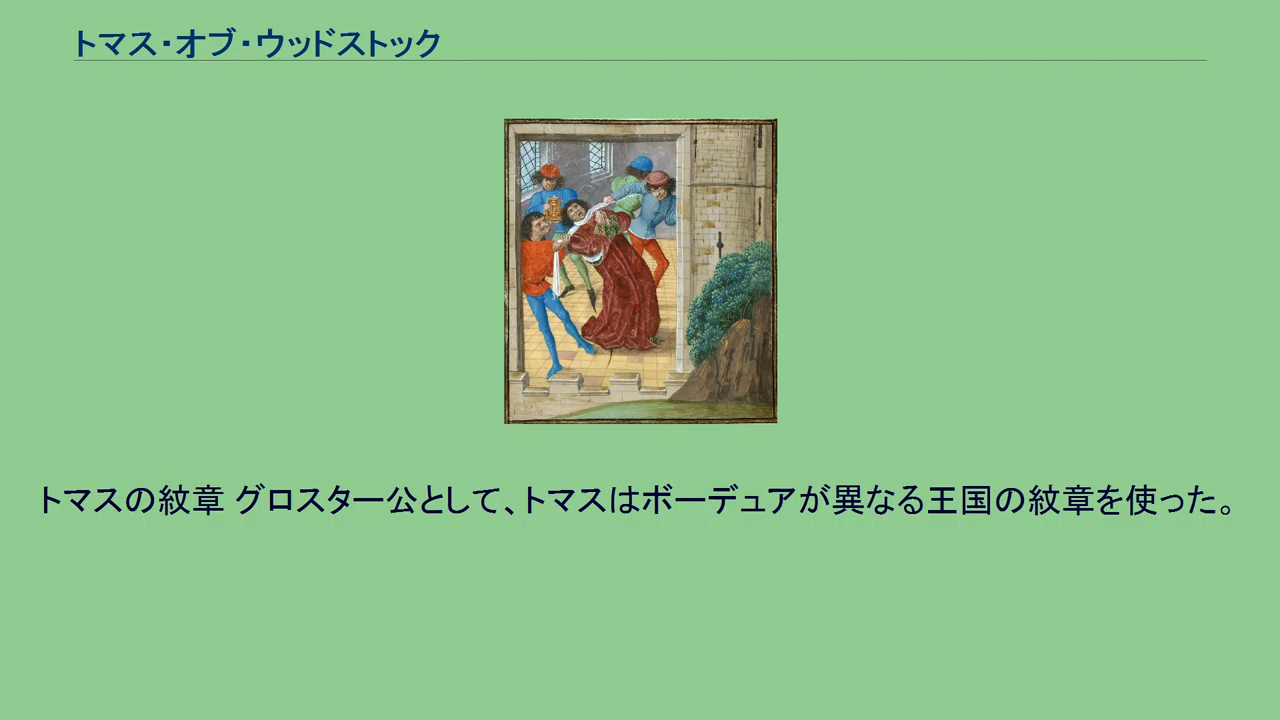 トマス・オブ・ウッドストック
トマスの紋章 グロスター公として、トマスはボーデュアが異なる王国の紋章を使った。